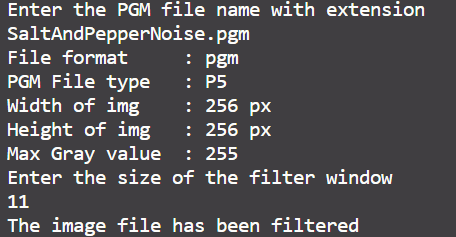 Enter the PGM file name with extension
SaltAndPepperNoise.pgm
File format     : pgm
PGM File type   : P5
Width of img    : 256 px
Height of img   : 256 px
Max Gray value  : 255
Enter the size of the filter window
11
The image file has been filtered